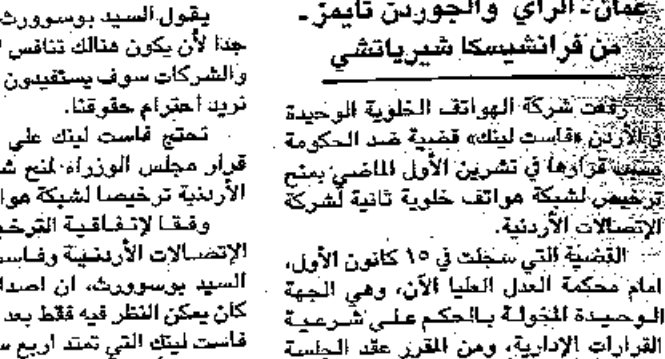 عمان ـ الرأي والجوردن تايمز ـ
من فرانشيسكا شيرياتشي
رفعت شركة الهواتف الخلوية الوحيدة
في الأردن «فاست لينك» قضية ضد الحكومة
بسبب قرارها في تشرين الأول الماضي بمنح
ترخيص لشبكة هواتف خلوية ثانية لشركة
الإتصالات الأردنية.
القضية التي سجلت في ١٥ كانون الأول،
امام محكمة العدل العليا الآن، وهي الجهة
الوحيدة المخولة بالحكم على شرعية
القرارات الإدارية، ومن المقرر عقد الجلسة
يقول السيد بوسوورث
جدا لأن يكون هنالك تنافس
والشركات سوف يستفيدون
نريد أحترام حقوقنا.
تحتج فاست لينك على
قرار مجلس الوزراء لمنح
الأردنية ترخيصا لشبكة
وفقا لإتفاقية
الإتصالات الأردنية
السيد بوسوورث، ان
كان يمكن النظر فيه فقط بعد
فاست لينك التي تمتد اربع